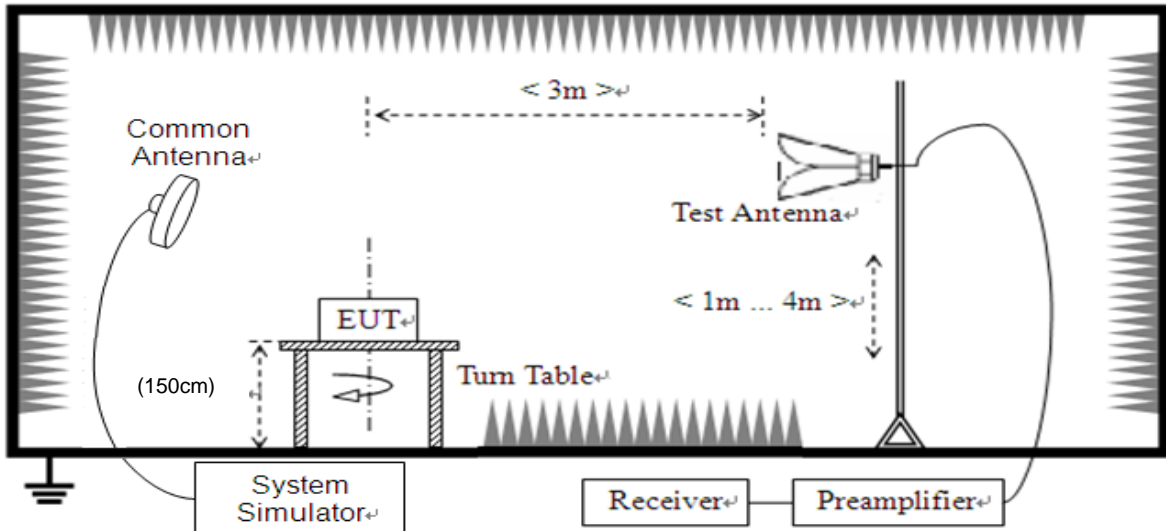 < 3m >↵
Common
Antenna↵
Test Antenna↵
< 1m ... 4m >↵
EUT↵
(150cm)
Turn Table↵
System
Simulator↵
Receiver↵
Preamplifier↵